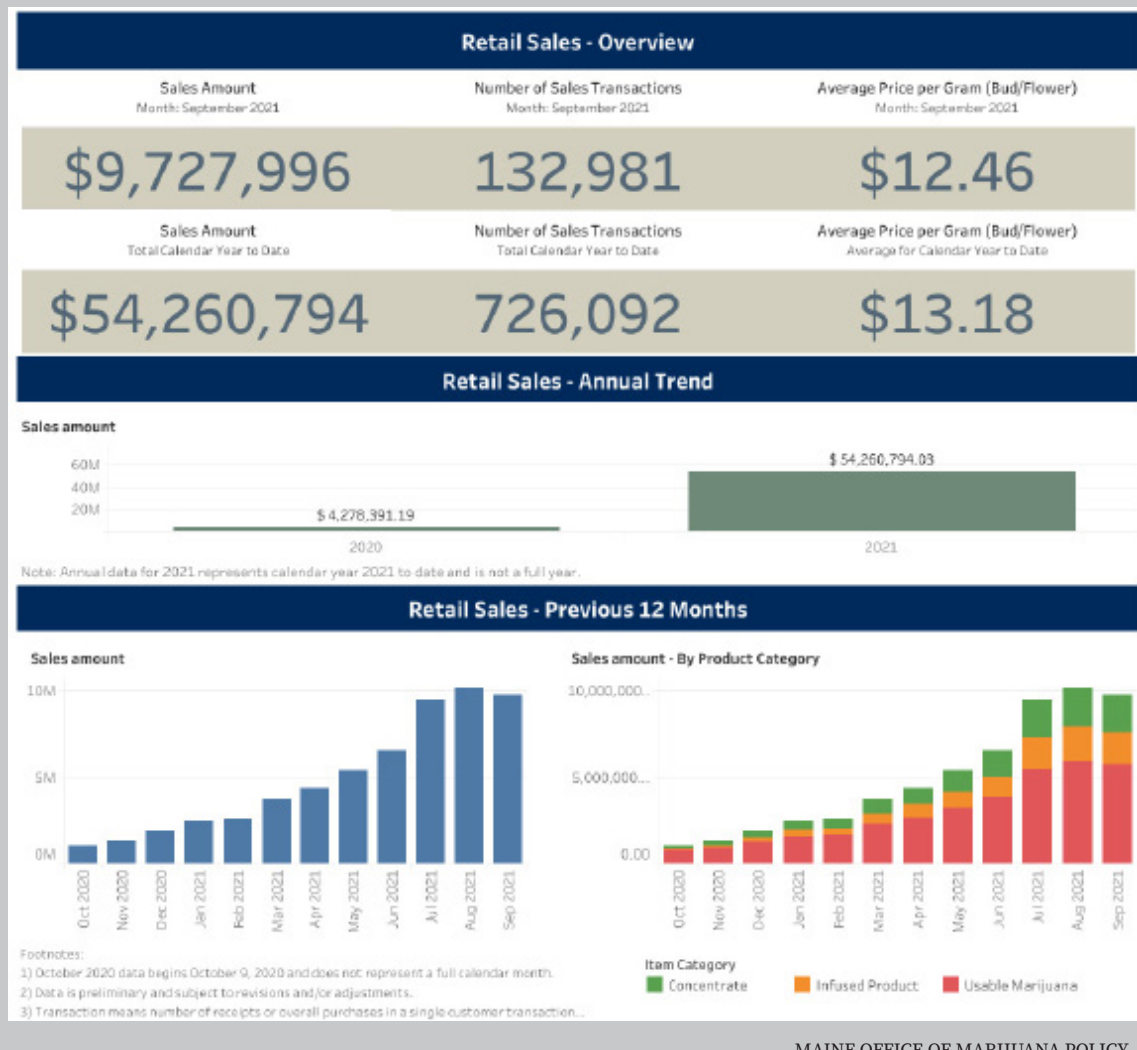 Retail Sales - Overview
Sales Amount
Month: September 2021
Number of Sales Transactions
Month: September 2021
Average Price per Gram (Bud/Flower)
Month: September 2021
$9,727,996
132,981
$12.46
Sales Amount
Total Calendar Year to Date
Number of Sales Transactions
Total Calendar Year to Date
Average Price per Gram (Bud/Flower)
Average for Calendar Year to Date
$54,260,794
726,092
$13.18
Retail Sales - Annual Trend
Sales amount
60M
40M
20M
$ 4,278,391.19
$ 54,260,794.03
2020
2021
Note: Annual data for 2021 represents calendar year 2021 to date and is not a full year.
Retail Sales - Previous 12 Months
Sales amount
10M
5M
0M
Oct 2020
Nov 2020
Dec 2020
Jan 2021
Feb 2021
Mar 2021
Apr 2021
May 2021
Jun 2021
Jul 2021
Aug 2021
Sep 2021
Sales amount - By Product Category
10,000,000...
5,000,000...
0.00
Oct 2020
Nov 2020
Dec 2020
Jan 2021
Feb 2021
Mar 2021
Apr 2021
May 2021
Jun 2021
Jul 2021
Aug 2021
Sep 2021
Footnotes:
1) October 2020 data begins October 9, 2020 and does not represent a full calendar month.
2) Data is preliminary and subject to revisions and/or adjustments.
3) Transaction means number of receipts or overall purchases in a single customer transaction...
Item Category
Concentrate
Infused Product
Usable Marijuana
MAINE OFFICE OF MARIJUANA POLICY